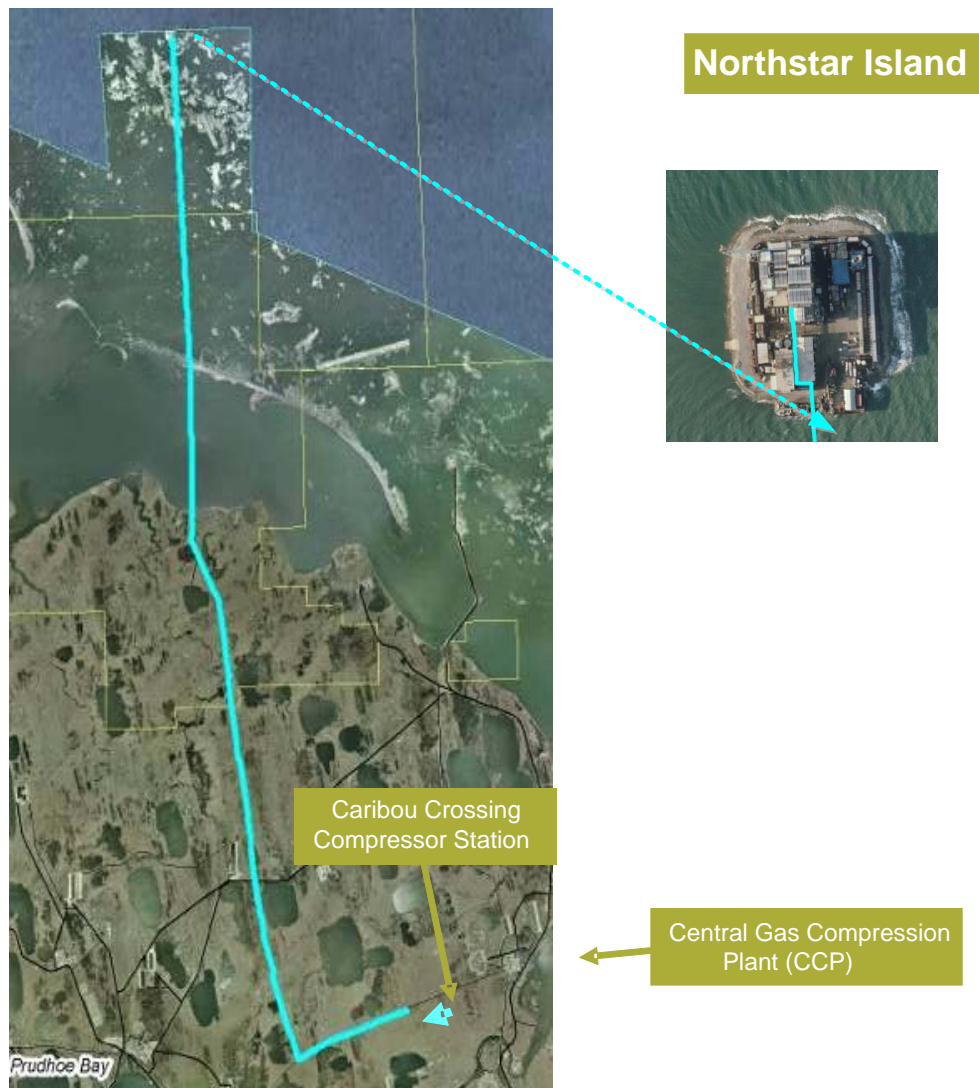 Northstar Island
Caribou Crossing
Compressor Station
Central Gas Compression
Plant (CCP)
Prudhoe Bay